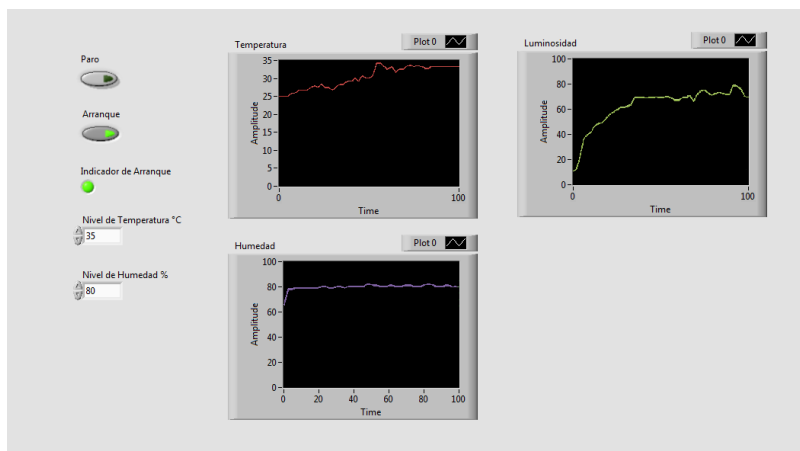 Paro
Arranque
Indicador de Arranque
Nivel de Temperatura °C
35
Nivel de Humedad %
80
Temperatura
Plot 0
35
30
25
20
15
10
5
0
Amplitude
0
100
Time
Luminosidad
Plot 0
100
80
60
40
20
0
Amplitude
0
100
Time
Humedad
Plot 0
100
80
60
40
20
0
Amplitude
0
20
40
60
80
100
Time